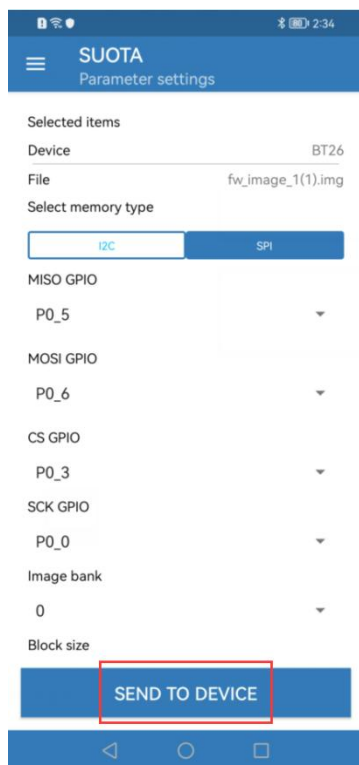 80 2:34
SUOTA
Parameter settings
Selected items
Device BT26
File fw_image_1(1).img
Select memory type
I2C SPI
MISO GPIO
P0_5
MOSI GPIO
P0_6
CS GPIO
P0_3
SCK GPIO
P0_0
Image bank
0
Block size
SEND TO DEVICE